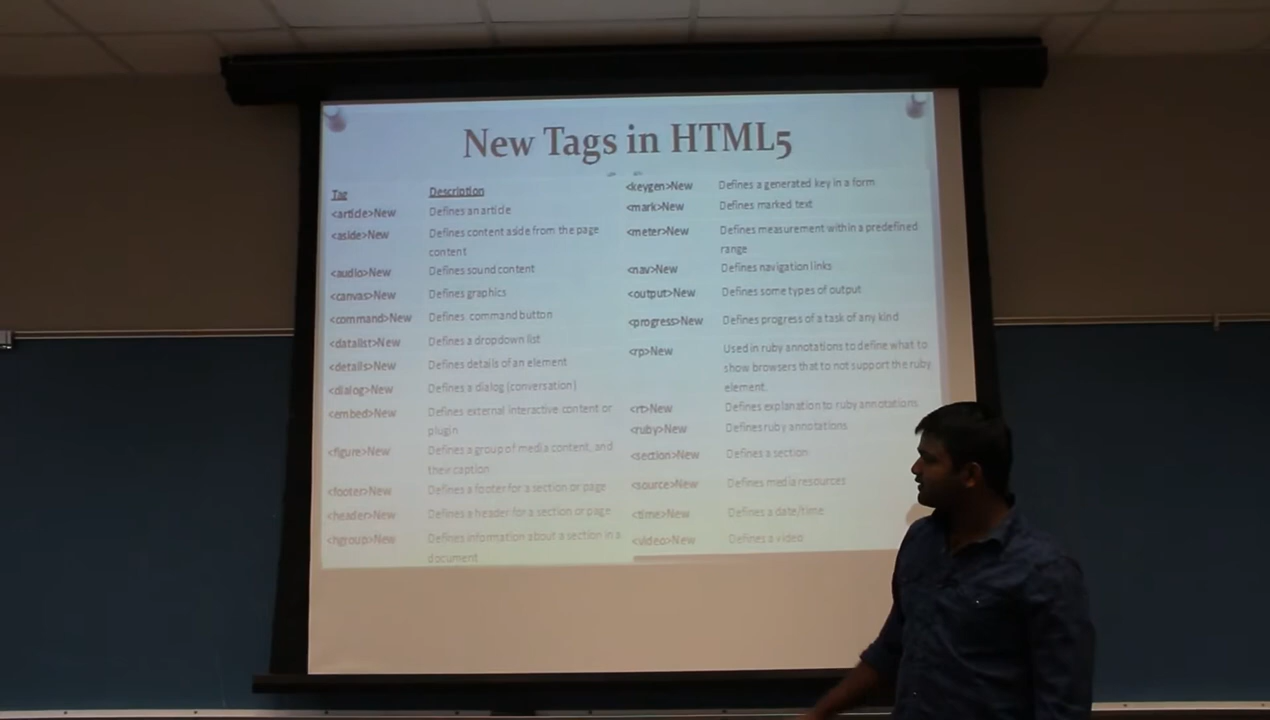 New Tags in HTML5
Tag Description
<article>New Defines an article
<aside>New Defines content aside from the page
content
<audio>New Defines sound content
<canvas>New Defines graphics
<command>New Defines command button
<datalist>New Defines a dropdown list
<details>New Defines details of an element
<dialog>New Defines a dialog (conversation)
<embed>New Defines external interactive content or
plugin
<figure>New Defines a group of media content, and
their caption
<footer>New Defines a footer for a section or page
<header>New Defines a header for a section or page
<hgroup>New Defines information about a section in a
document
<keygen>New Defines a generated key in a form
<mark>New Defines marked text
<meter>New Defines measurement within a predefined
range
<nav>New Defines navigation links
<output>New Defines some types of output
<progress>New Defines progress of a task of any kind
<rp>New Used in ruby annotations to define what to
show browsers that to not support the ruby
element.
<rt>New Defines explanation to ruby annotations
<ruby>New Defines ruby annotations
<section>New Defines a section
<source>New Defines media resources
<time>New Defines a date/time
<video>New Defines a video